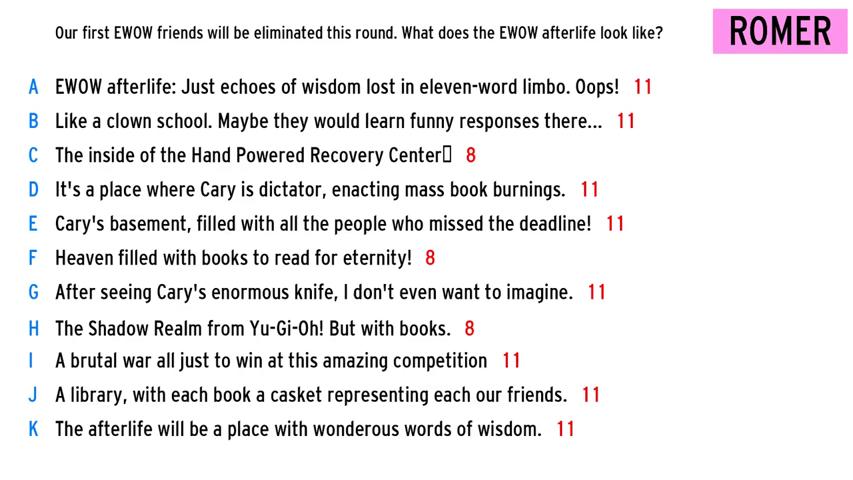 Our first EWOW friends will be eliminated this round. What does the EWOW afterlife look like?
ROMER
A EWOW afterlife: Just echoes of wisdom lost in eleven-word limbo. Oops! 11
B Like a clown school. Maybe they would learn funny responses there... 11
C The inside of the Hand Powered Recovery Center▯ 8
D It's a place where Cary is dictator, enacting mass book burnings. 11
E Cary's basement, filled with all the people who missed the deadline! 11
F Heaven filled with books to read for eternity! 8
G After seeing Cary's enormous knife, I don't even want to imagine. 11
H The Shadow Realm from Yu-Gi-Oh! But with books. 8
I A brutal war all just to win at this amazing competition 11
J A library, with each book a casket representing each our friends. 11
K The afterlife will be a place with wonderous words of wisdom. 11